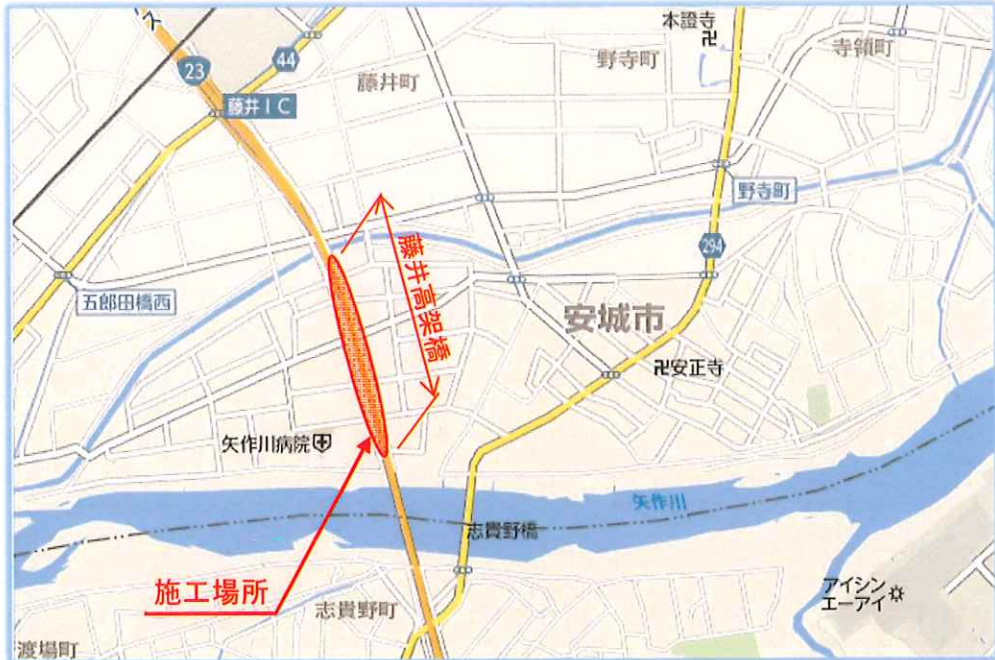 ス
本證寺
寺領町
44
野寺町
23
藤井町
藤井IC
野寺町
294
藤井高架橋
五郎田橋西
安城市
安正寺
矢作川病院
矢作川
志貴野橋
施工場所
アイシン
エーアイ
志貴野町
渡場町